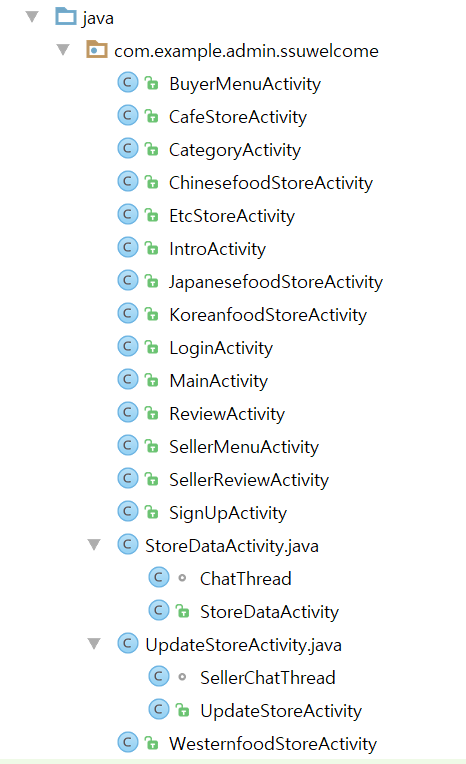 java
com.example.admin.ssuwelcome
BuyerMenuActivity
CafeStoreActivity
CategoryActivity
ChinesefoodStoreActivity
EtcStoreActivity
IntroActivity
JapanesefoodStoreActivity
KoreanfoodStoreActivity
LoginActivity
MainActivity
ReviewActivity
SellerMenuActivity
SellerReviewActivity
SignUpActivity
StoreDataActivity.java
ChatThread
StoreDataActivity
UpdateStoreActivity.java
SellerChatThread
UpdateStoreActivity
WesternfoodStoreActivity